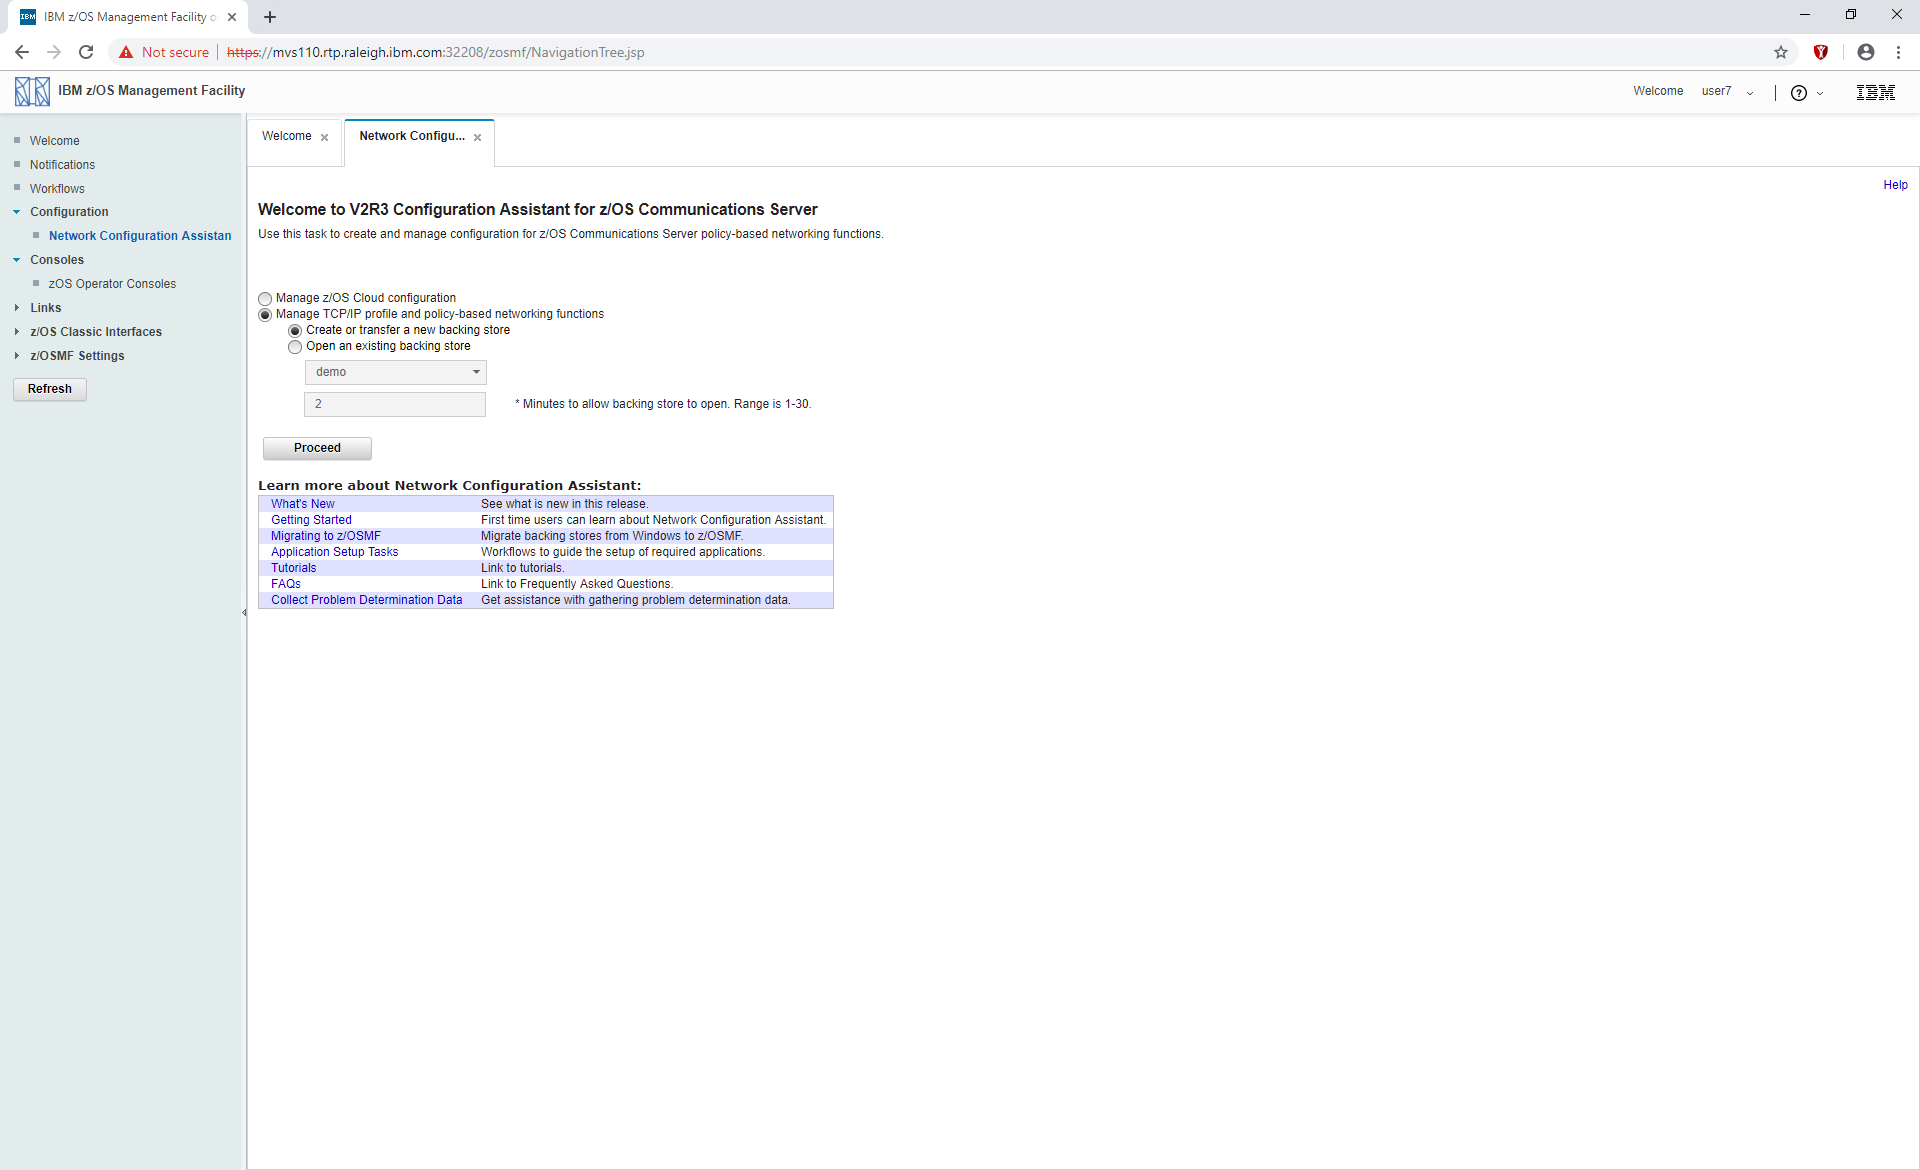 IBM z/OS Management Facility o
Not secure https://mvs110.rtp.raleigh.ibm.com:32208/zosmf/NavigationTree.jsp
IBM z/OS Management Facility
Welcome user7
IBM
Welcome
Notifications
Workflows
Configuration
Network Configuration Assistan
Consoles
zOS Operator Consoles
Links
z/OS Classic Interfaces
z/OSMF Settings
Refresh
Welcome
Network Configu...
Help
Welcome to V2R3 Configuration Assistant for z/OS Communications Server
Use this task to create and manage configuration for z/OS Communications Server policy-based networking functions.
Manage z/OS Cloud configuration
Manage TCP/IP profile and policy-based networking functions
Create or transfer a new backing store
Open an existing backing store
demo
2 * Minutes to allow backing store to open. Range is 1-30.
Proceed
Learn more about Network Configuration Assistant:
What's New See what is new in this release.
Getting Started First time users can learn about Network Configuration Assistant.
Migrating to z/OSMF Migrate backing stores from Windows to z/OSMF.
Application Setup Tasks Workflows to guide the setup of required applications.
Tutorials Link to tutorials.
FAQs Link to Frequently Asked Questions.
Collect Problem Determination Data Get assistance with gathering problem determination data.